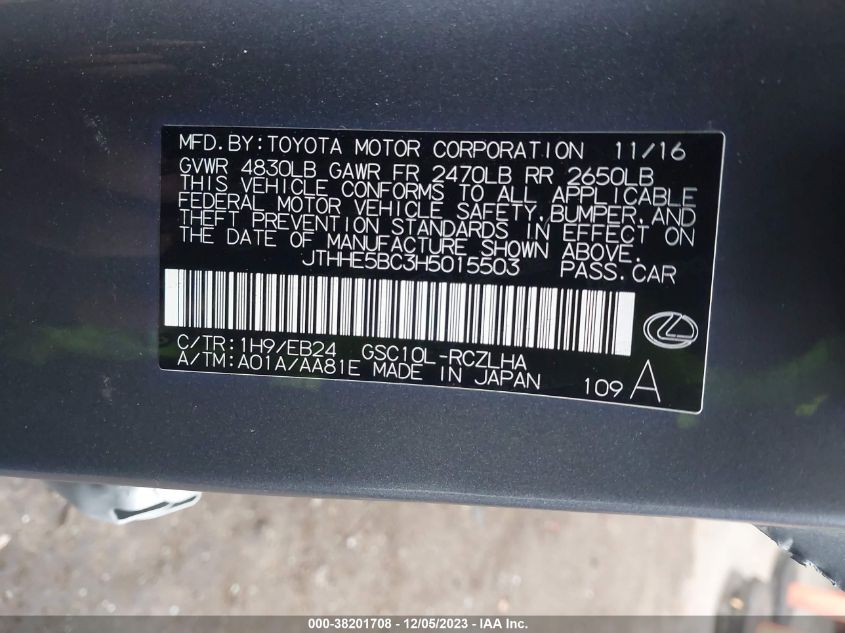 MFD. BY: TOYOTA MOTOR CORPORATION 11/16
GVWR 4830LB GAWR FR 2470LB RR 2650LB
THIS VEHICLE CONFORMS TO ALL APPLICABLE
FEDERAL MOTOR VEHICLE SAFETY, BUMPER, AND
THEFT PREVENTION STANDARDS IN EFFECT ON
THE DATE OF MANUFACTURE SHOWN ABOVE.
JTHHE5BC3H5015503 PASS. CAR
C/TR: 1H9/EB24 GSC10L-RCZLHA
A/TM: A01A/AA81E MADE IN JAPAN 109 A
000-38201708 - 12/05/2023 - IAAI Services, Inc.